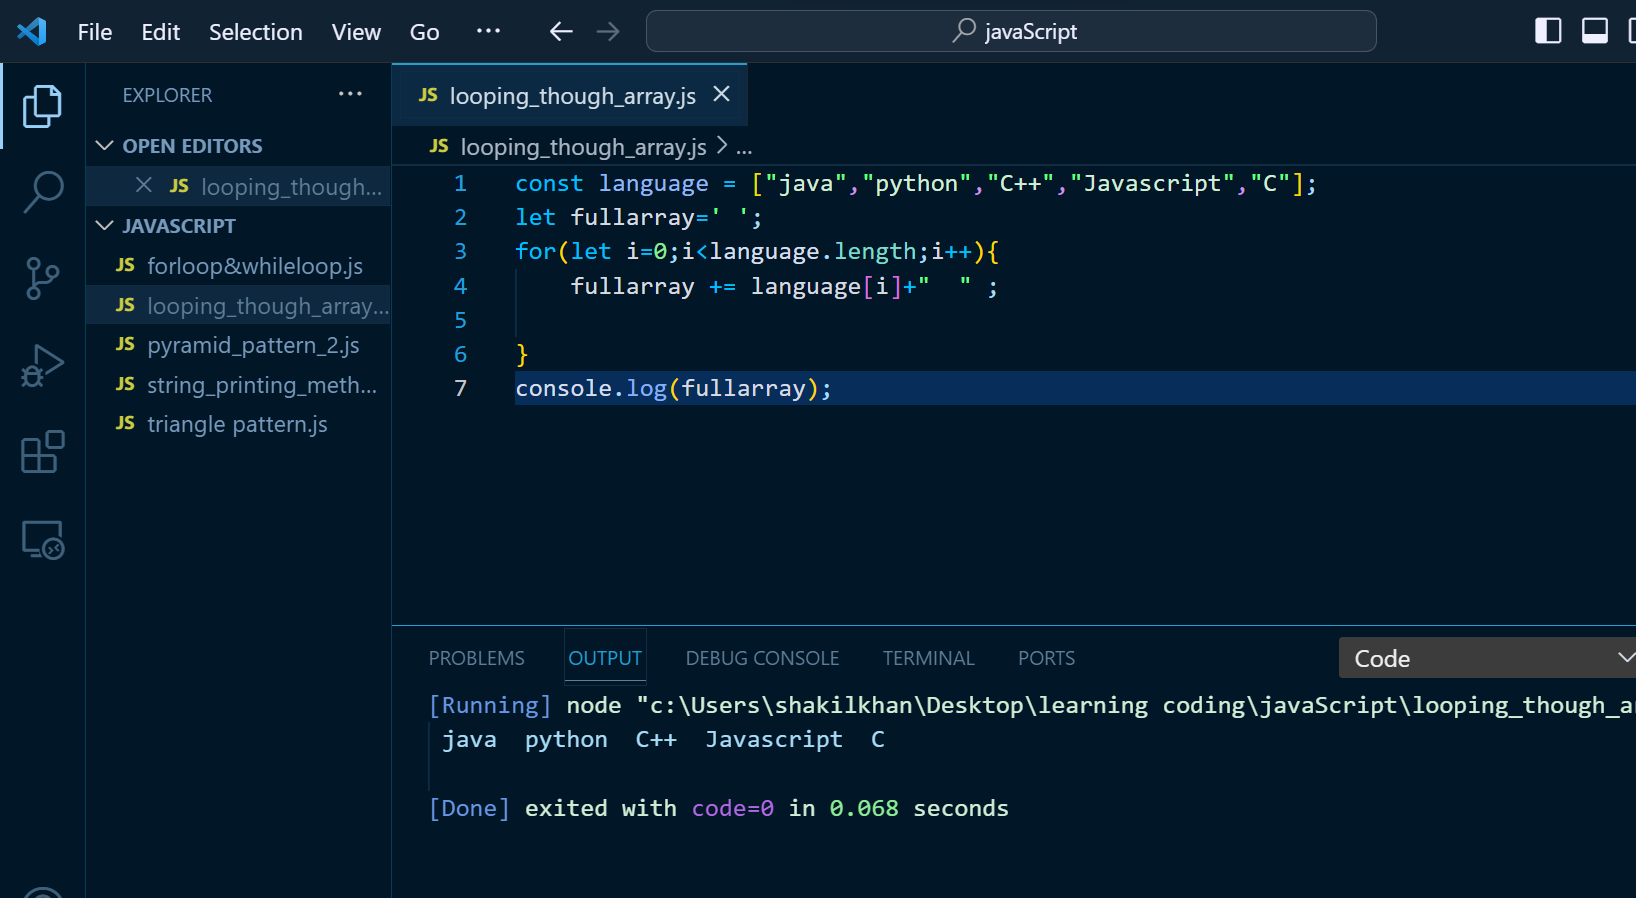 File Edit Selection View Go ··· ← → javaScript
EXPLORER ···
OPEN EDITORS
JS looping_though...
JAVASCRIPT
JS forloop&whileloop.js
JS looping_though_array...
JS pyramid_pattern_2.js
JS string_printing_meth...
JS triangle pattern.js
JS looping_though_array.js
JS looping_though_array.js > ...
1 const language = ["java","python","C++","Javascript","C"];
2 let fullarray=' ';
3 for(let i=0;i<language.length;i++){
4     fullarray += language[i]+"  " ;
5
6 }
7 console.log(fullarray);
PROBLEMS OUTPUT DEBUG CONSOLE TERMINAL PORTS Code
[Running] node "c:\Users\shakilkhan\Desktop\learning coding\javaScript\looping_though_a
 java  python  C++  Javascript  C
[Done] exited with code=0 in 0.068 seconds